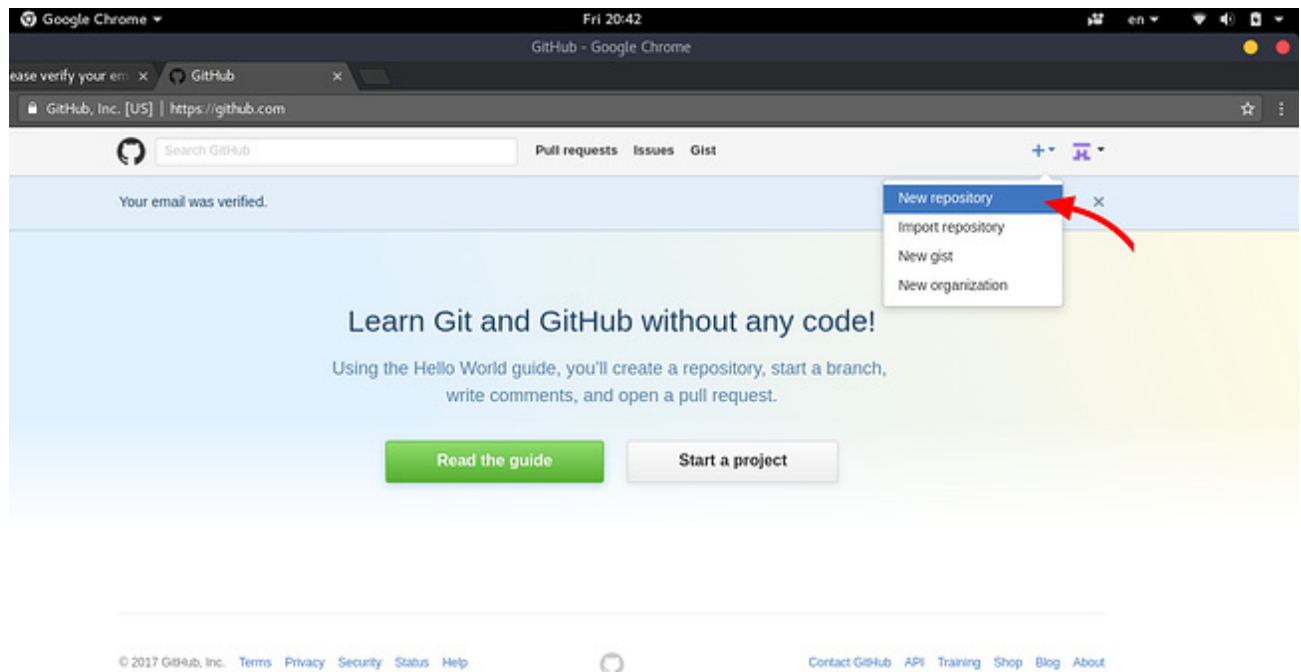 Google Chrome
Fri 20:42
en
GitHub - Google Chrome
ease verify your em
GitHub
GitHub, Inc. [US] | https://github.com
Search GitHub
Pull requests Issues Gist
Your email was verified.
New repository
Import repository
New gist
New organization
Learn Git and GitHub without any code!
Using the Hello World guide, you'll create a repository, start a branch,
write comments, and open a pull request.
Read the guide
Start a project
© 2017 GitHub, Inc. Terms Privacy Security Status Help
Contact GitHub API Training Shop Blog About